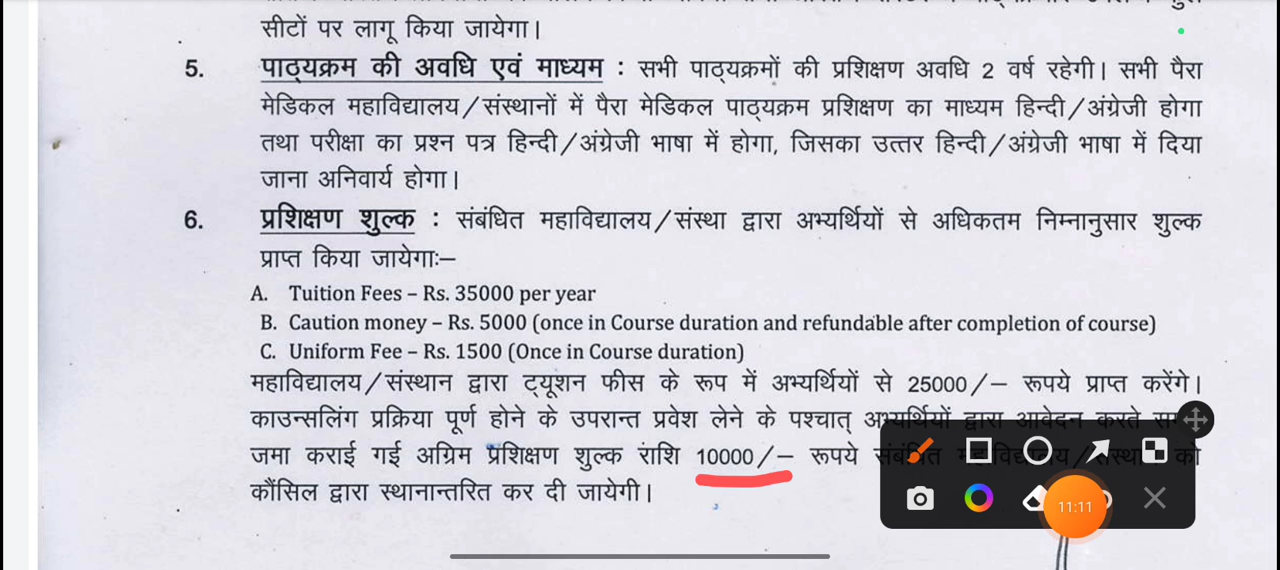 सीटों पर लागू किया जायेगा।
5. पाठ्यक्रम की अवधि एवं माध्यम : सभी पाठ्यक्रमों की प्रशिक्षण अवधि 2 वर्ष रहेगी। सभी पैरा
मेडिकल महाविद्यालय/संस्थानों में पैरा मेडिकल पाठ्यक्रम प्रशिक्षण का माध्यम हिन्दी/अंग्रेजी होगा
तथा परीक्षा का प्रश्न पत्र हिन्दी/अंग्रेजी भाषा में होगा, जिसका उत्तर हिन्दी/अंग्रेजी भाषा में दिया
जाना अनिवार्य होगा।
6. प्रशिक्षण शुल्क : संबंधित महाविद्यालय/संस्था द्वारा अभ्यर्थियों से अधिकतम निम्नानुसार शुल्क
प्राप्त किया जायेगाः–
A. Tuition Fees – Rs. 35000 per year
B. Caution money – Rs. 5000 (once in Course duration and refundable after completion of course)
C. Uniform Fee – Rs. 1500 (Once in Course duration)
महाविद्यालय/संस्थान द्वारा ट्यूशन फीस के रूप में अभ्यर्थियों से 25000/– रूपये प्राप्त करेंगे।
काउन्सलिंग प्रक्रिया पूर्ण होने के उपरान्त प्रवेश लेने के पश्चात् अभ्यर्थियों द्वारा आवेदन करते
जमा कराई गई अग्रिम प्रशिक्षण शुल्क राशि 10000/– रूपये संबंधित महाविद्यालय/संस्थान को
कौंसिल द्वारा स्थानान्तरित कर दी जायेगी।
11:11